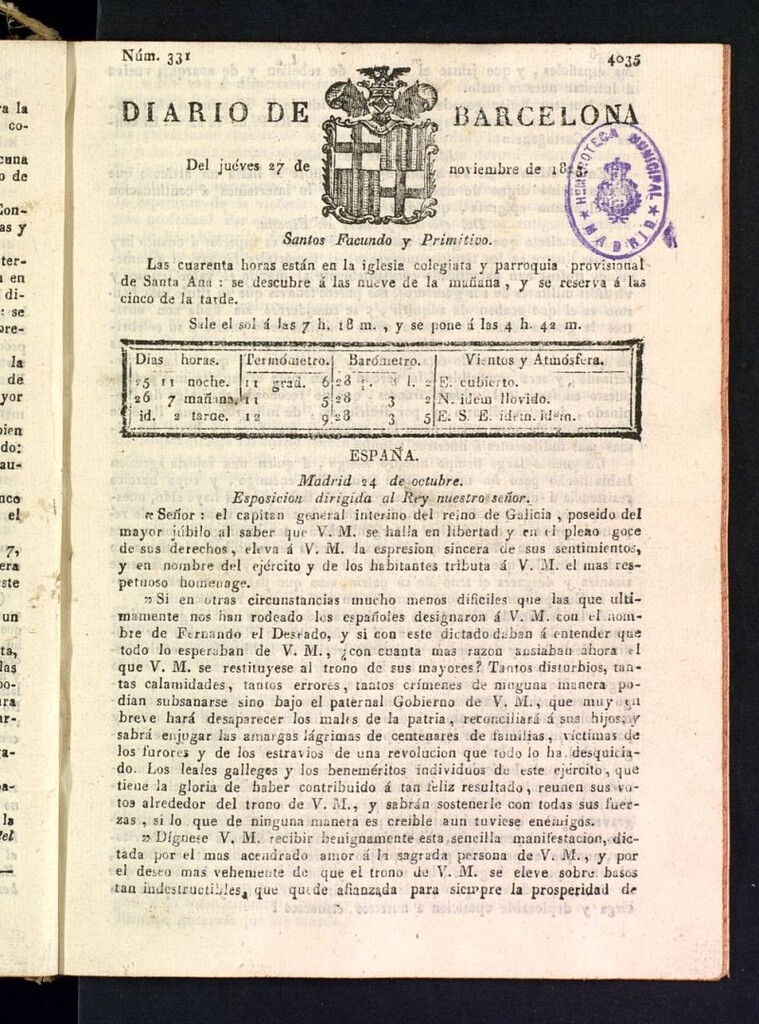 Núm. 331
4035
DIARIO DE BARCELONA
Del juéves 27 de noviembre de 18
HEMEROTECA MUNICIPAL
MADRID
Santos Facundo y Primitivo.
Las cuarenta horas están en la iglesia colegiata y parroquia provisional
de Santa Ana : se descubre á las nueve de la mañana, y se reserva á las
cinco de la tarde.
Sale el sol á las 7 h. 18 m., y se pone á las 4 h. 42 m.
Dias horas. Termómetro. Barómetro. Vientos y Atmósfera.
25 11 noche. 11 grad. 6 28 p. l. 2 E. cubierto.
26 7 mañana. 11 5 28 3 2 N. idem llovido.
id. 2 tarde. 12 9 28 3 5 E. S. E. idem. idem.
ESPAÑA.
Madrid 24 de octubre.
Esposicion dirigida al Rey nuestro señor.
«Señor : el capitan general interino del reino de Galicia, poseido del
mayor júbilo al saber que V. M. se halla en libertad y en el pleno goce
de sus derechos, eleva á V. M. la espresion sincera de sus sentimientos,
y en nombre del ejército y de los habitantes tributa á V. M. el mas res-
petuoso homenage.
»Si en otras circunstancias mucho menos dificiles que las que ulti-
mamente nos han rodeado los españoles designaron á V. M. con el nom-
bre de Fernando el Deseado, y si con este dictado daban á entender que
todo lo esperaban de V. M., ¿con cuanta mas razon ansiaban ahora el
que V. M. se restituyese al trono de sus mayores? Tantos disturbios, tan-
tas calamidades, tantos errores, tantos crímenes de ninguna manera po-
dian subsanarse sino bajo el paternal Gobierno de V. M., que muy en
breve hará desaparecer los males de la patria, reconciliará á sus hijos, y
sabrá enjugar las amargas lágrimas de centenares de familias, víctimas de
los furores y de los estravios de una revolucion que todo lo ha desquicia-
do. Los leales gallegos y los beneméritos individuos de este ejército, que
tiene la gloria de haber contribuido á tan feliz resultado, reunen sus vo-
tos alrededor del trono de V. M., y sabrán sostenerle con todas sus fuer-
zas, si lo que de ninguna manera es creible aun tuviese enemigos.
»Dígnese V. M. recibir benignamente esta sencilla manifestacion, dic-
tada por el mas acendrado amor á la sagrada persona de V. M., y por
el deseo mas vehemente de que el trono de V. M. se eleve sobre bases
tan indestructibles, que quede afianzada para siempre la prosperidad de